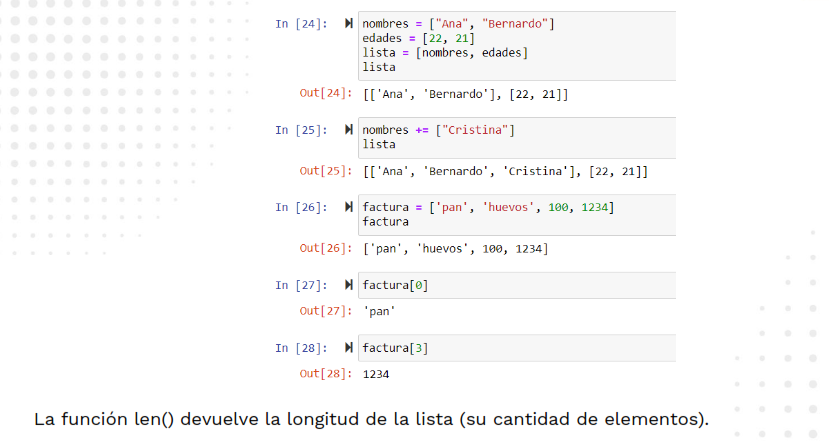 In [24]: nombres = ["Ana", "Bernardo"]
edades = [22, 21]
lista = [nombres, edades]
lista
Out[24]: [['Ana', 'Bernardo'], [22, 21]]
In [25]: nombres += ["Cristina"]
lista
Out[25]: [['Ana', 'Bernardo', 'Cristina'], [22, 21]]
In [26]: factura = ['pan', 'huevos', 100, 1234]
factura
Out[26]: ['pan', 'huevos', 100, 1234]
In [27]: factura[0]
Out[27]: 'pan'
In [28]: factura[3]
Out[28]: 1234
La función len() devuelve la longitud de la lista (su cantidad de elementos).